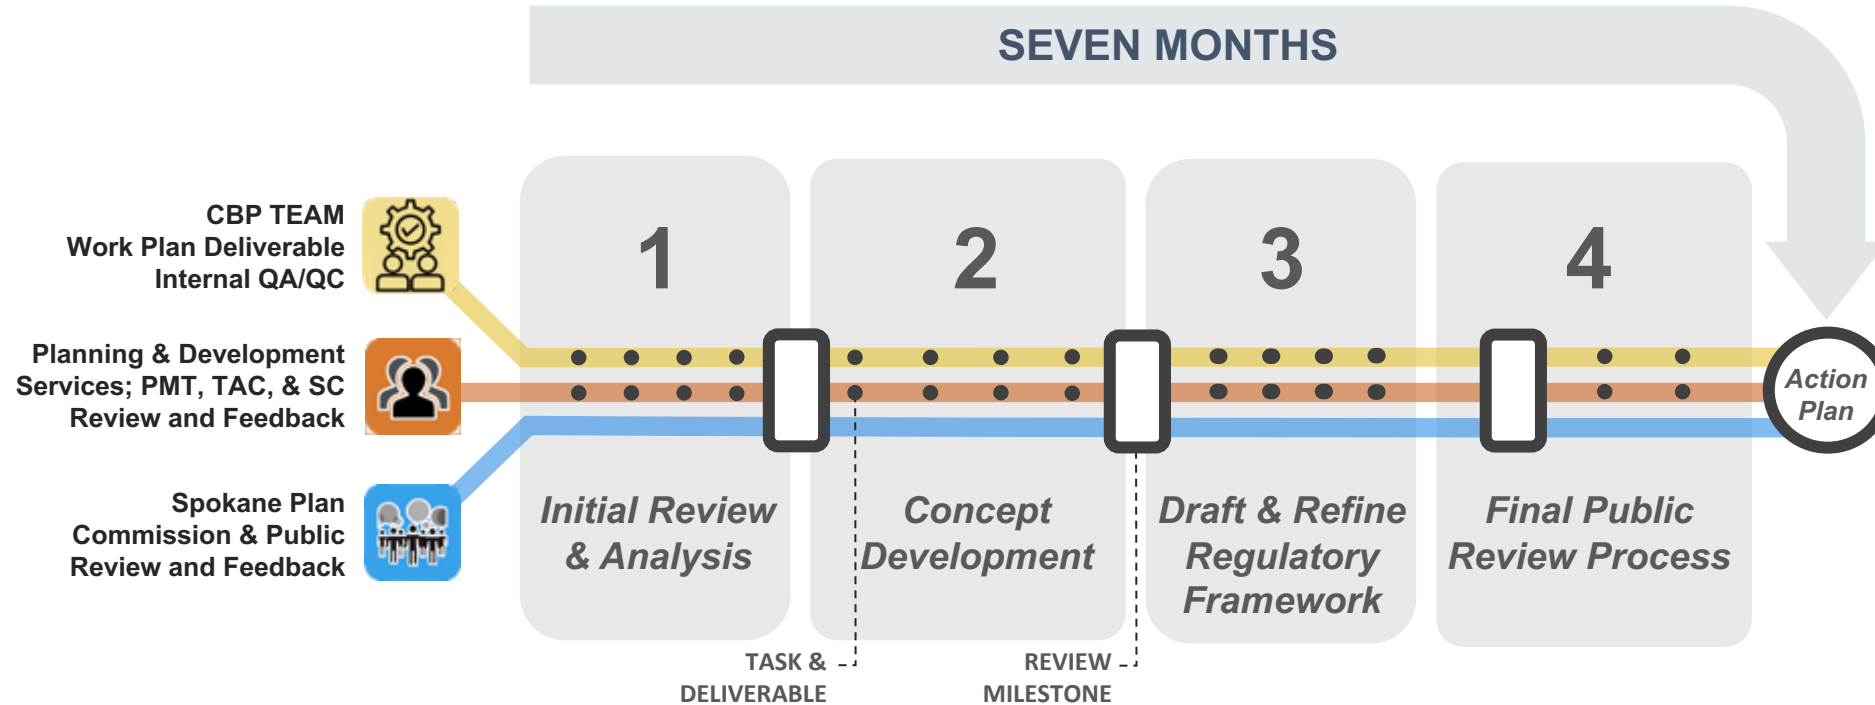 SEVEN MONTHS
CBP TEAM
Work Plan Deliverable
Internal QA/QC
Planning & Development
Services; PMT, TAC, & SC
Review and Feedback
Spokane Plan
Commission & Public
Review and Feedback
1
2
3
4
Initial Review
& Analysis
Concept
Development
Draft & Refine
Regulatory
Framework
Final Public
Review Process
Action
Plan
TASK &
DELIVERABLE
REVIEW
MILESTONE